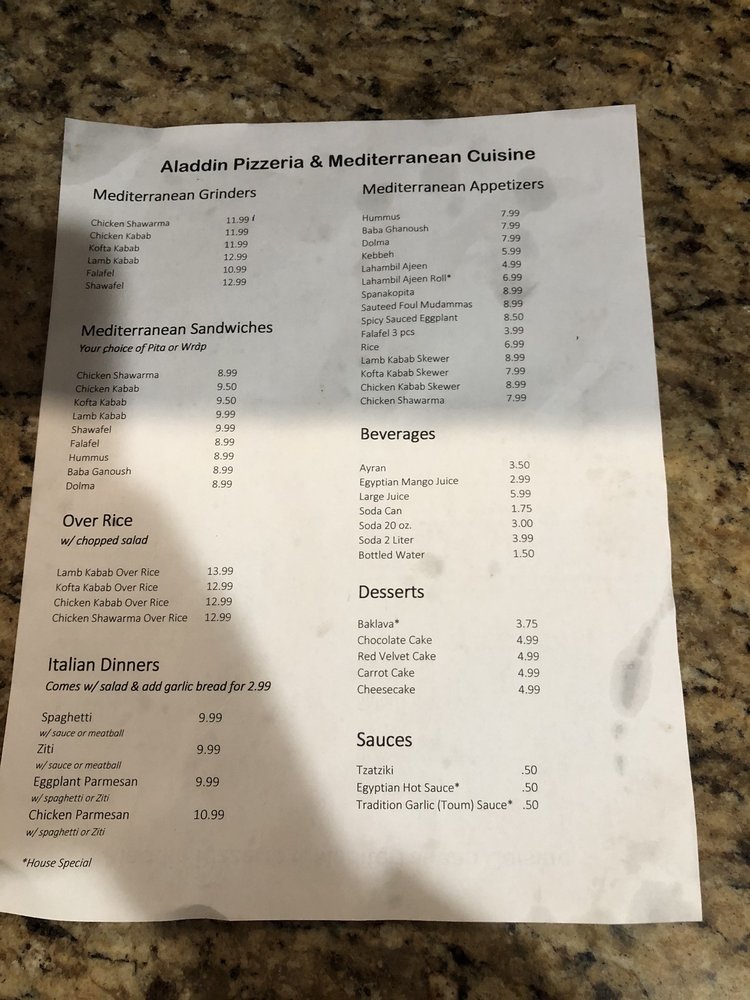 Aladdin Pizzeria & Mediterranean Cuisine
Mediterranean Grinders
Chicken Shawarma 11.99
Chicken Kabab 11.99
Kofta Kabab 11.99
Lamb Kabab 12.99
Falafel 10.99
Shawafel 12.99
Mediterranean Sandwiches
Your choice of Pita or Wrap
Chicken Shawarma 8.99
Chicken Kabab 9.50
Kofta Kabab 9.50
Lamb Kabab 9.99
Shawafel 9.99
Falafel 8.99
Hummus 8.99
Baba Ganoush 8.99
Dolma 8.99
Over Rice
w/ chopped salad
Lamb Kabab Over Rice 13.99
Kofta Kabab Over Rice 12.99
Chicken Kabab Over Rice 12.99
Chicken Shawarma Over Rice 12.99
Italian Dinners
Comes w/ salad & add garlic bread for 2.99
Spaghetti 9.99
w/ sauce or meatball
Ziti 9.99
w/ sauce or meatball
Eggplant Parmesan 9.99
w/ spaghetti or Ziti
Chicken Parmesan 10.99
w/ spaghetti or Ziti
*House Special
Mediterranean Appetizers
Hummus 7.99
Baba Ghanoush 7.99
Dolma 7.99
Kebbeh 5.99
Lahambil Ajeen 4.99
Lahambil Ajeen Roll* 6.99
Spanakopita 8.99
Sauteed Foul Mudammas 8.99
Spicy Sauced Eggplant 8.50
Falafel 3 pcs 3.99
Rice 6.99
Lamb Kabab Skewer 8.99
Kofta Kabab Skewer 7.99
Chicken Kabab Skewer 8.99
Chicken Shawarma 7.99
Beverages
Ayran 3.50
Egyptian Mango Juice 2.99
Large Juice 5.99
Soda Can 1.75
Soda 20 oz. 3.00
Soda 2 Liter 3.99
Bottled Water 1.50
Desserts
Baklava* 3.75
Chocolate Cake 4.99
Red Velvet Cake 4.99
Carrot Cake 4.99
Cheesecake 4.99
Sauces
Tzatziki .50
Egyptian Hot Sauce* .50
Tradition Garlic (Toum) Sauce* .50